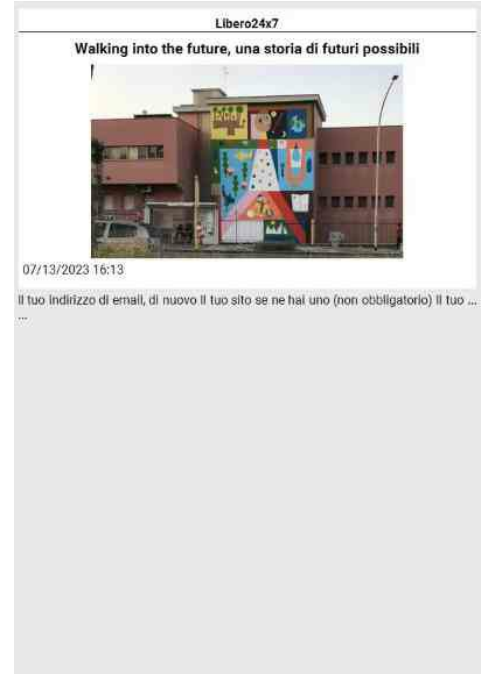 Libero24x7
Walking into the future, una storia di futuri possibili
07/13/2023 16:13
Il tuo indirizzo di email, di nuovo Il tuo sito se ne hai uno (non obbligatorio) Il tuo ...
...